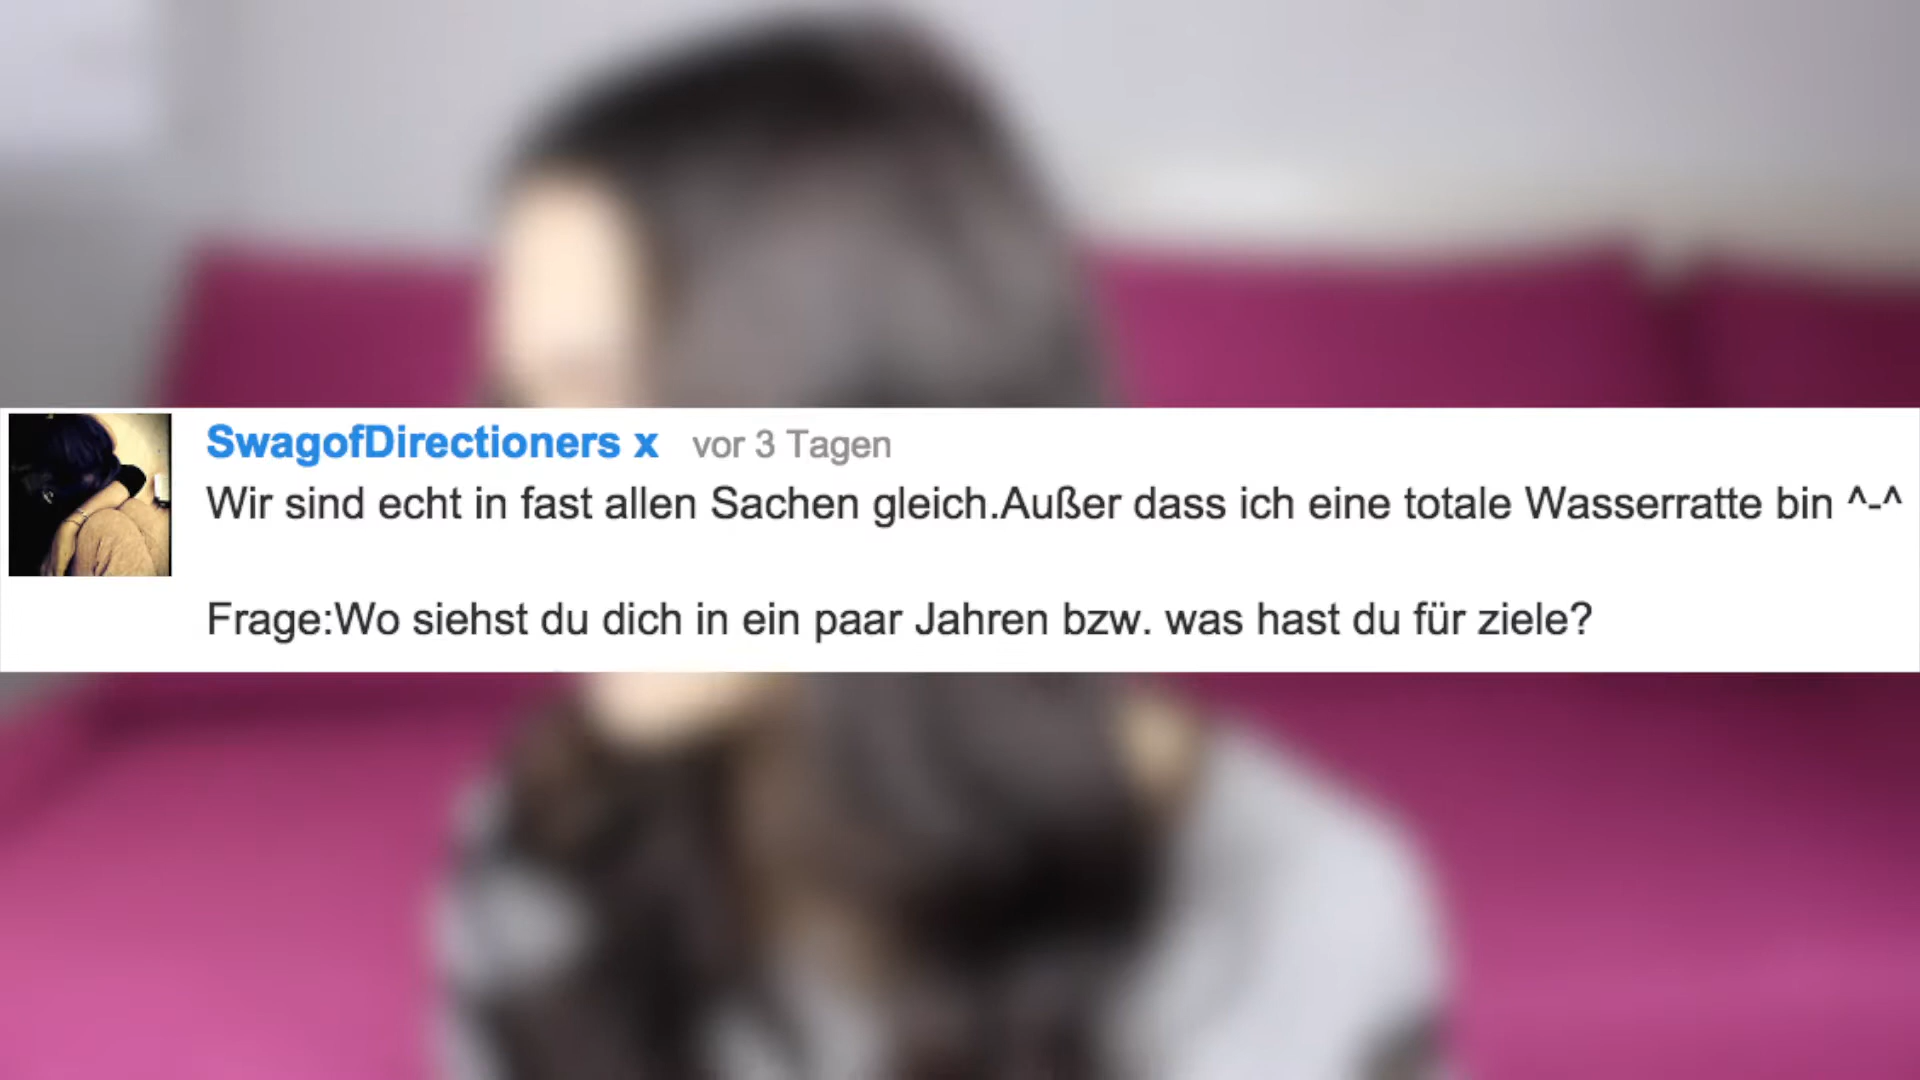 SwagofDirectioners x vor 3 Tagen
Wir sind echt in fast allen Sachen gleich.Außer dass ich eine totale Wasserratte bin ^-^
Frage:Wo siehst du dich in ein paar Jahren bzw. was hast du für ziele?